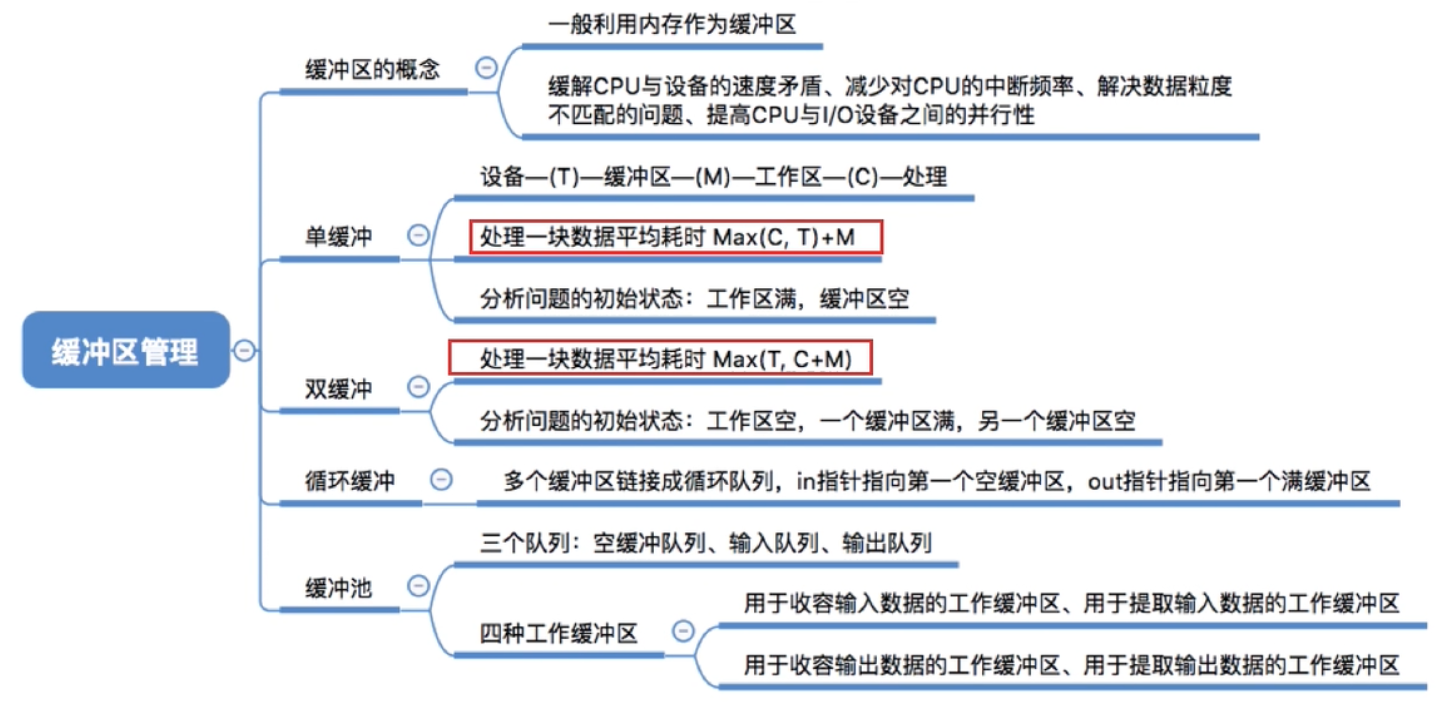 缓冲区管理
缓冲区的概念
一般利用内存作为缓冲区
缓解CPU与设备的速度矛盾、减少对CPU的中断频率、解决数据粒度
不匹配的问题、提高CPU与I/O设备之间的并行性
单缓冲
设备—(T)—缓冲区—(M)—工作区—(C)—处理
处理一块数据平均耗时 Max(C, T)+M
分析问题的初始状态：工作区满，缓冲区空
双缓冲
处理一块数据平均耗时 Max(T, C+M)
分析问题的初始状态：工作区空，一个缓冲区满，另一个缓冲区空
循环缓冲
多个缓冲区链接成循环队列，in指针指向第一个空缓冲区，out指针指向第一个满缓冲区
缓冲池
三个队列：空缓冲队列、输入队列、输出队列
四种工作缓冲区
用于收容输入数据的工作缓冲区、用于提取输入数据的工作缓冲区
用于收容输出数据的工作缓冲区、用于提取输出数据的工作缓冲区